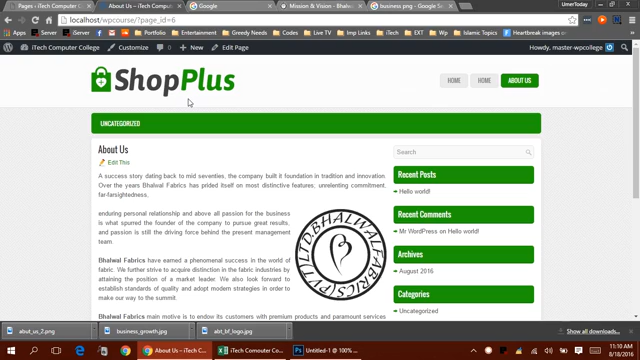 Pages - iTech Computer C
About Us - iTech Comput
Google
Mission & Vision - Bhalw
business png - Google Se
UmerToday
localhost/wpcourse/?page_id=6
Apps
iServer
iServer
Portfolio
Entertainment
Greedy Needs
Codes
Live TV
Imp Links
iTech
EXT
Wp
Islamic Topics
Heartbreak images
iTech Computer College
Customize
0
New
Edit Page
Howdy, master-wpcollege
ShopPlus
HOME
HOME
ABOUT US
UNCATEGORIZED
About Us
Edit This
A success story dating back to mid seventies, the company built it foundation in tradition and innovation.
Over the years Bhalwal Fabrics has prided itself on most distinctive features; unrelenting commitment,
far-farsightedness.
enduring personal relationship and above all passion for the business
is what spurred the founder of the company to pursue great results,
and passion is still the driving force behind the present management
team.
BHALWAL FABRICS (PVT) LTD.
Bhalwal Fabrics have earned a phenomenal success in the world of
fabric. We further strive to acquire distinction in the fabric industries by
attaining the position of a market leader. We also look forward to
establish standards of quality and adopt modern strategies in order to
make our way to the summit.
Bhalwal Fabrics main motive is to endow its customers with premium products and paramount services
Search
Recent Posts
Hello world!
Recent Comments
Mr WordPress on Hello world!
Archives
August 2016
Categories
Uncategorized
abut_us_2.png
business_growth.jpg
abt_bf_logo.jpg
Show all downloads...
About Us - iTech C...
iTech Computer Co...
Untitled-1 @ 100% ...
11:10 AM
8/18/2016